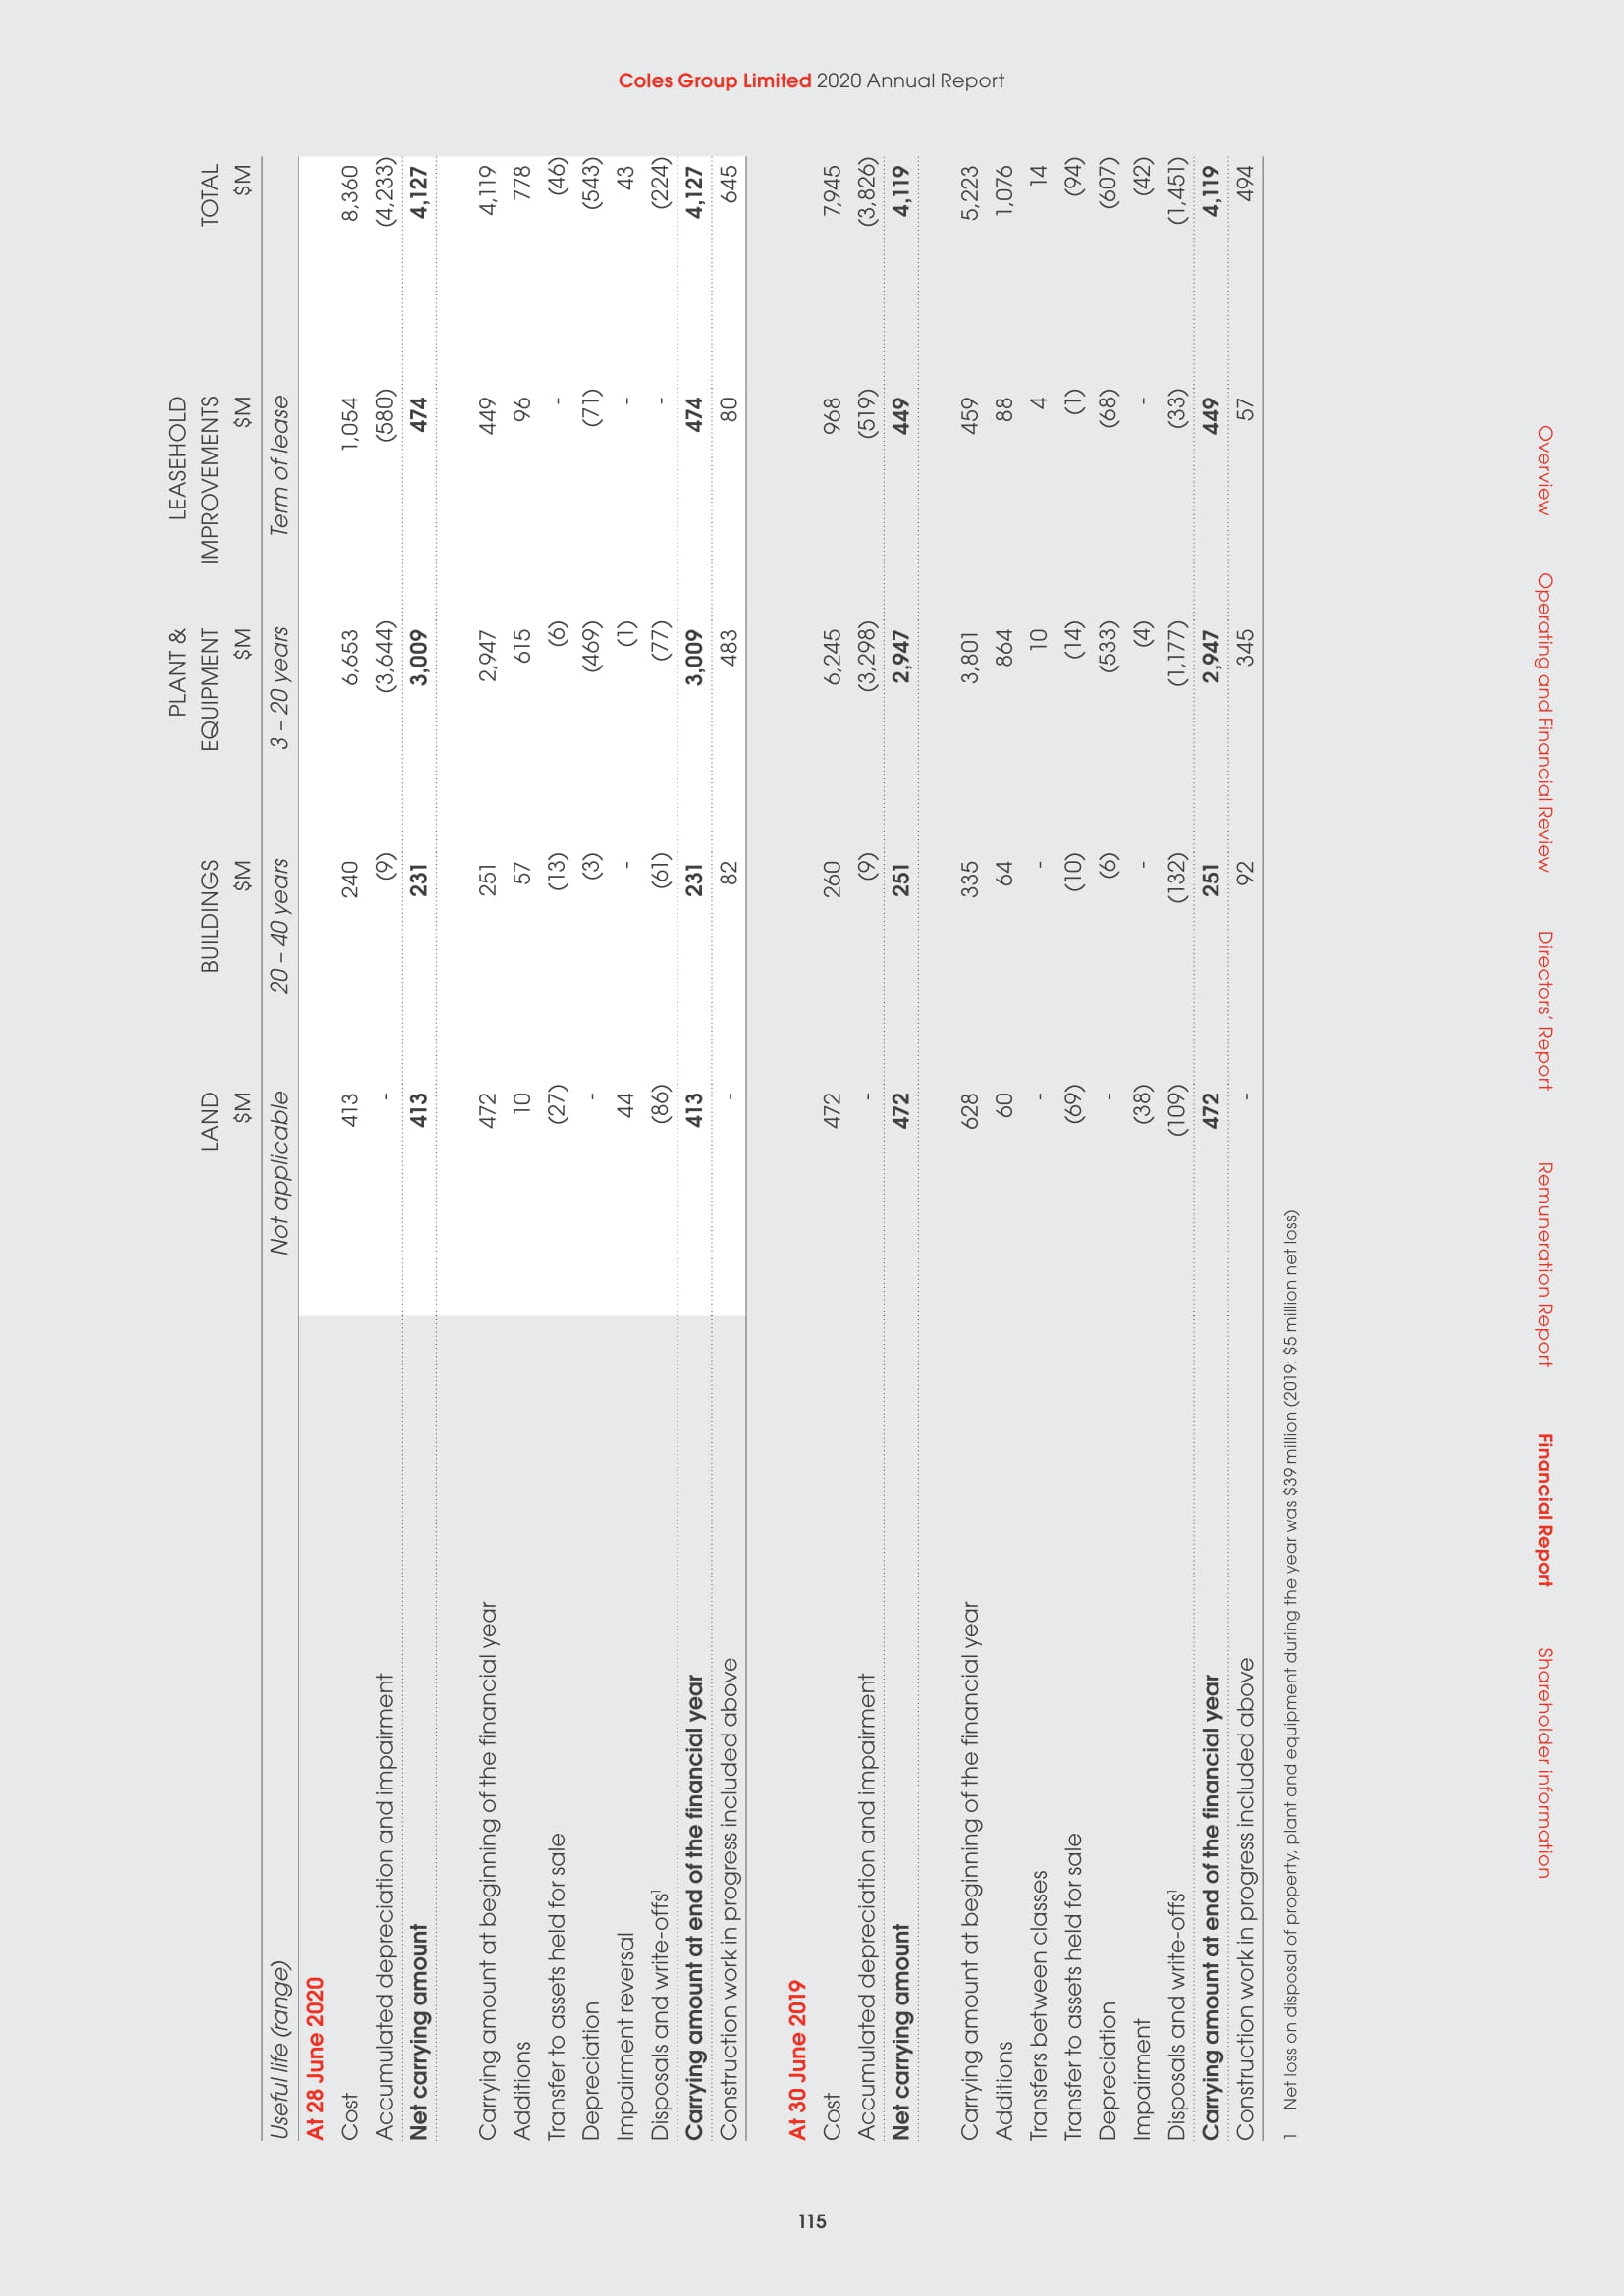 Coles Group Limited 2020 Annual Report
LAND BUILDINGS PLANT & EQUIPMENT LEASEHOLD IMPROVEMENTS TOTAL
$M $M $M $M $M
Useful life (range) Not applicable 20 – 40 years 3 – 20 years Term of lease
At 28 June 2020
Cost 413 240 6,653 1,054 8,360
Accumulated depreciation and impairment - (9) (3,644) (580) (4,233)
Net carrying amount 413 231 3,009 474 4,127
Carrying amount at beginning of the financial year 472 251 2,947 449 4,119
Additions 10 57 615 96 778
Transfer to assets held for sale (27) (13) (6) - (46)
Depreciation - (3) (469) (71) (543)
Impairment reversal 44 - (1) - 43
Disposals and write-offs1 (86) (61) (77) - (224)
Carrying amount at end of the financial year 413 231 3,009 474 4,127
Construction work in progress included above - 82 483 80 645
At 30 June 2019
Cost 472 260 6,245 968 7,945
Accumulated depreciation and impairment - (9) (3,298) (519) (3,826)
Net carrying amount 472 251 2,947 449 4,119
Carrying amount at beginning of the financial year 628 335 3,801 459 5,223
Additions 60 64 864 88 1,076
Transfers between classes - - 10 4 14
Transfer to assets held for sale (69) (10) (14) (1) (94)
Depreciation - (6) (533) (68) (607)
Impairment (38) - (4) - (42)
Disposals and write-offs1 (109) (132) (1,177) (33) (1,451)
Carrying amount at end of the financial year 472 251 2,947 449 4,119
Construction work in progress included above - 92 345 57 494
1 Net loss on disposal of property, plant and equipment during the year was $39 million (2019: $5 million net loss)
Overview Operating and Financial Review Directors’ Report Remuneration Report Financial Report Shareholder information
115